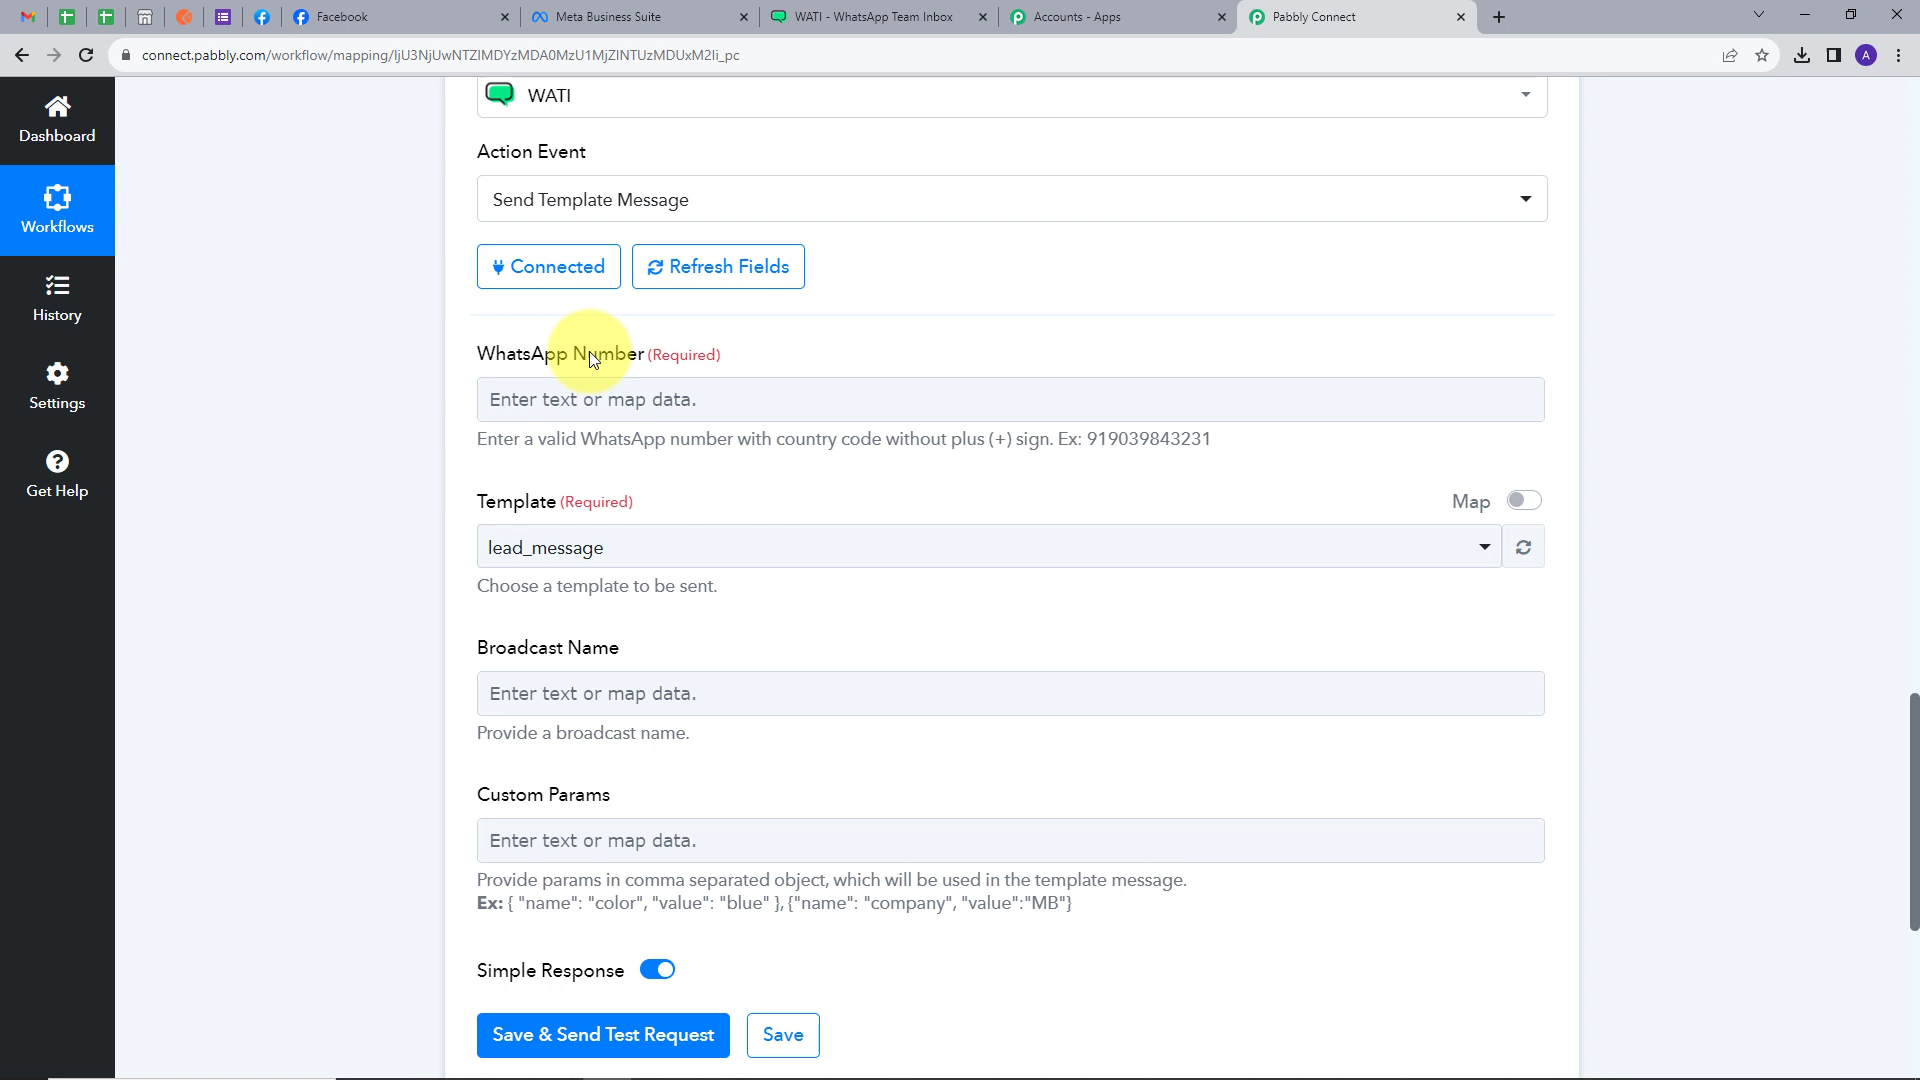 Facebook
Meta Business Suite
WATI - WhatsApp Team Inbox
Accounts - Apps
Pabbly Connect
connect.pabbly.com/workflow/mapping/IjU3NjUwNTZlMDYzMDA0MzU1MjZlNTUzMDUxM2Ii_pc
A
Dashboard
Workflows
History
Settings
Get Help
WATI
Action Event
Send Template Message
Connected
Refresh Fields
WhatsApp Number (Required)
Enter text or map data.
Enter a valid WhatsApp number with country code without plus (+) sign. Ex: 919039843231
Template (Required)
Map
lead_message
Choose a template to be sent.
Broadcast Name
Enter text or map data.
Provide a broadcast name.
Custom Params
Enter text or map data.
Provide params in comma separated object, which will be used in the template message.
Ex: { "name": "color", "value": "blue" }, {"name": "company", "value":"MB"}
Simple Response
Save & Send Test Request
Save